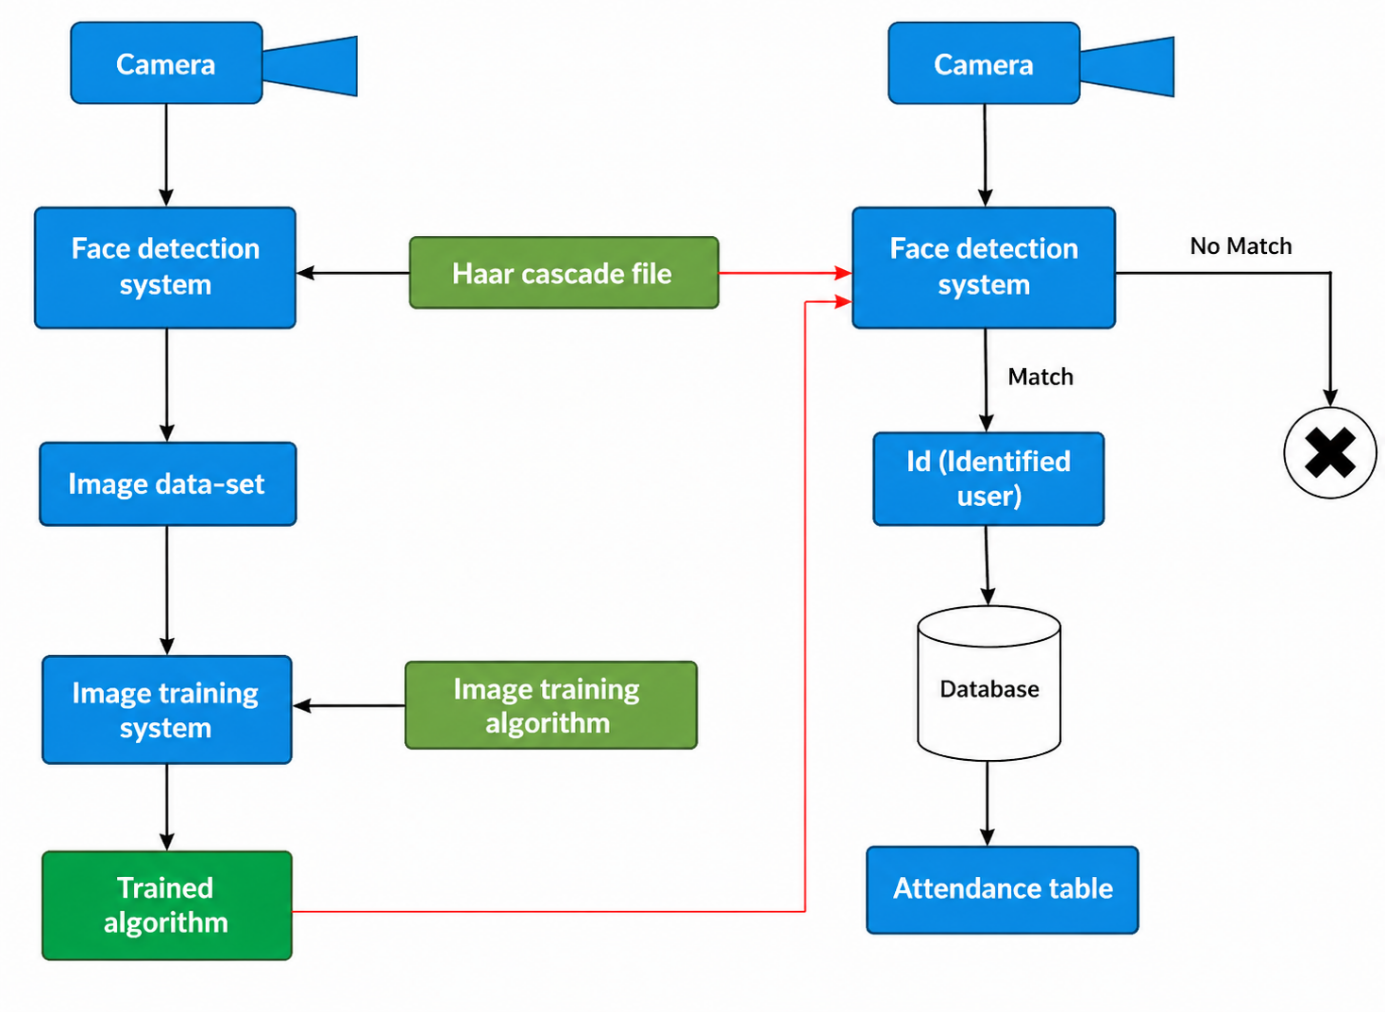 Camera
Camera
Face detection
system
Haar cascade file
Face detection
system
No Match
Match
Image data-set
Id (Identified
user)
Image training
system
Image training
algorithm
Database
Trained
algorithm
Attendance table